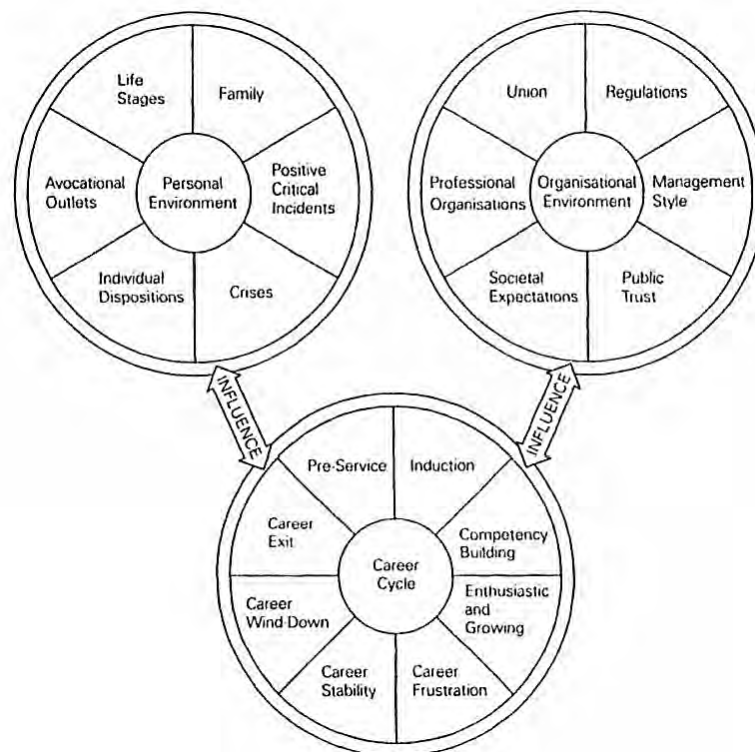 Life
Stages
Family
Avocational
Outlets
Personal
Environment
Positive
Critical
Incidents
Individual
Dispositions
Crises
Union
Regulations
Professional
Organisations
Organisational
Environment
Management
Style
Societal
Expectations
Public
Trust
INFLUENCE
INFLUENCE
Pre-Service
Induction
Career
Exit
Competency
Building
Career
Cycle
Career
Wind-Down
Enthusiastic
and
Growing
Career
Stability
Career
Frustration